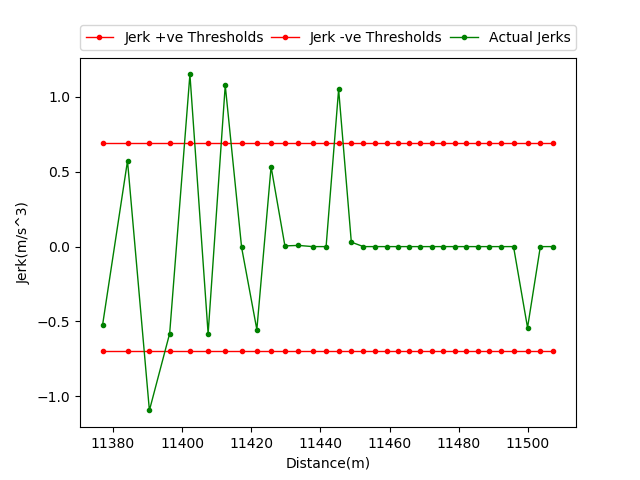 Jerk +ve Thresholds Jerk -ve Thresholds Actual Jerks
1.0
0.5
0.0
−0.5
−1.0
Jerk(m/s^3)
11380 11400 11420 11440 11460 11480 11500
Distance(m)